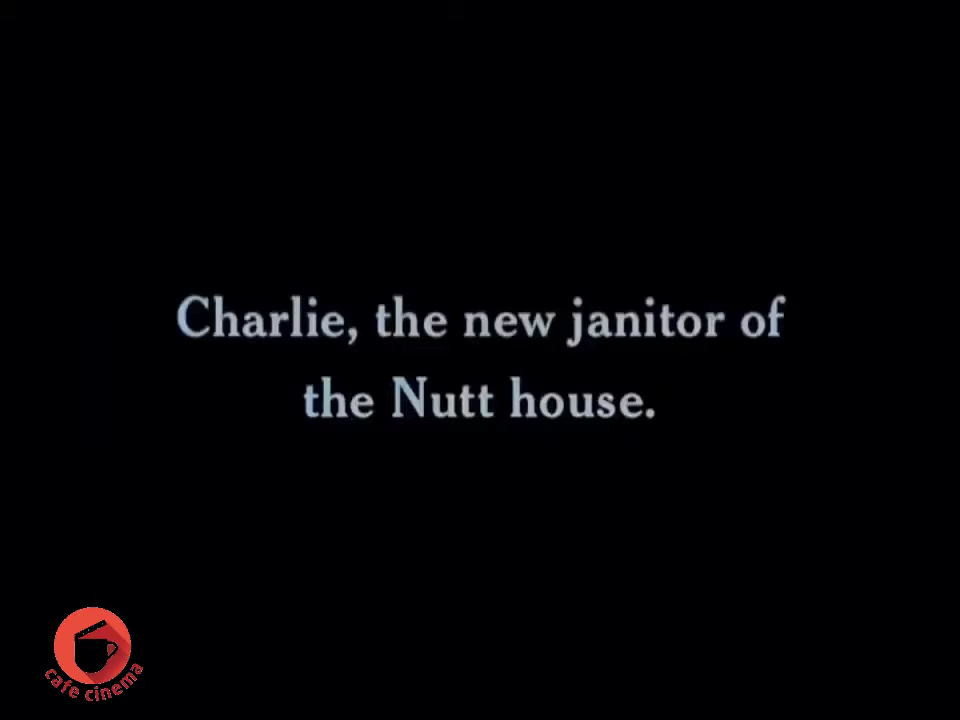 Charlie, the new janitor of
the Nutt house.
cafe cinema